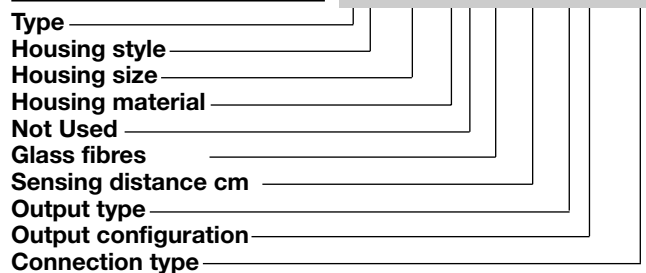 Type
Housing style
Housing size
Housing material
Not Used
Glass fibres
Sensing distance cm
Output type
Output configuration
Connection type